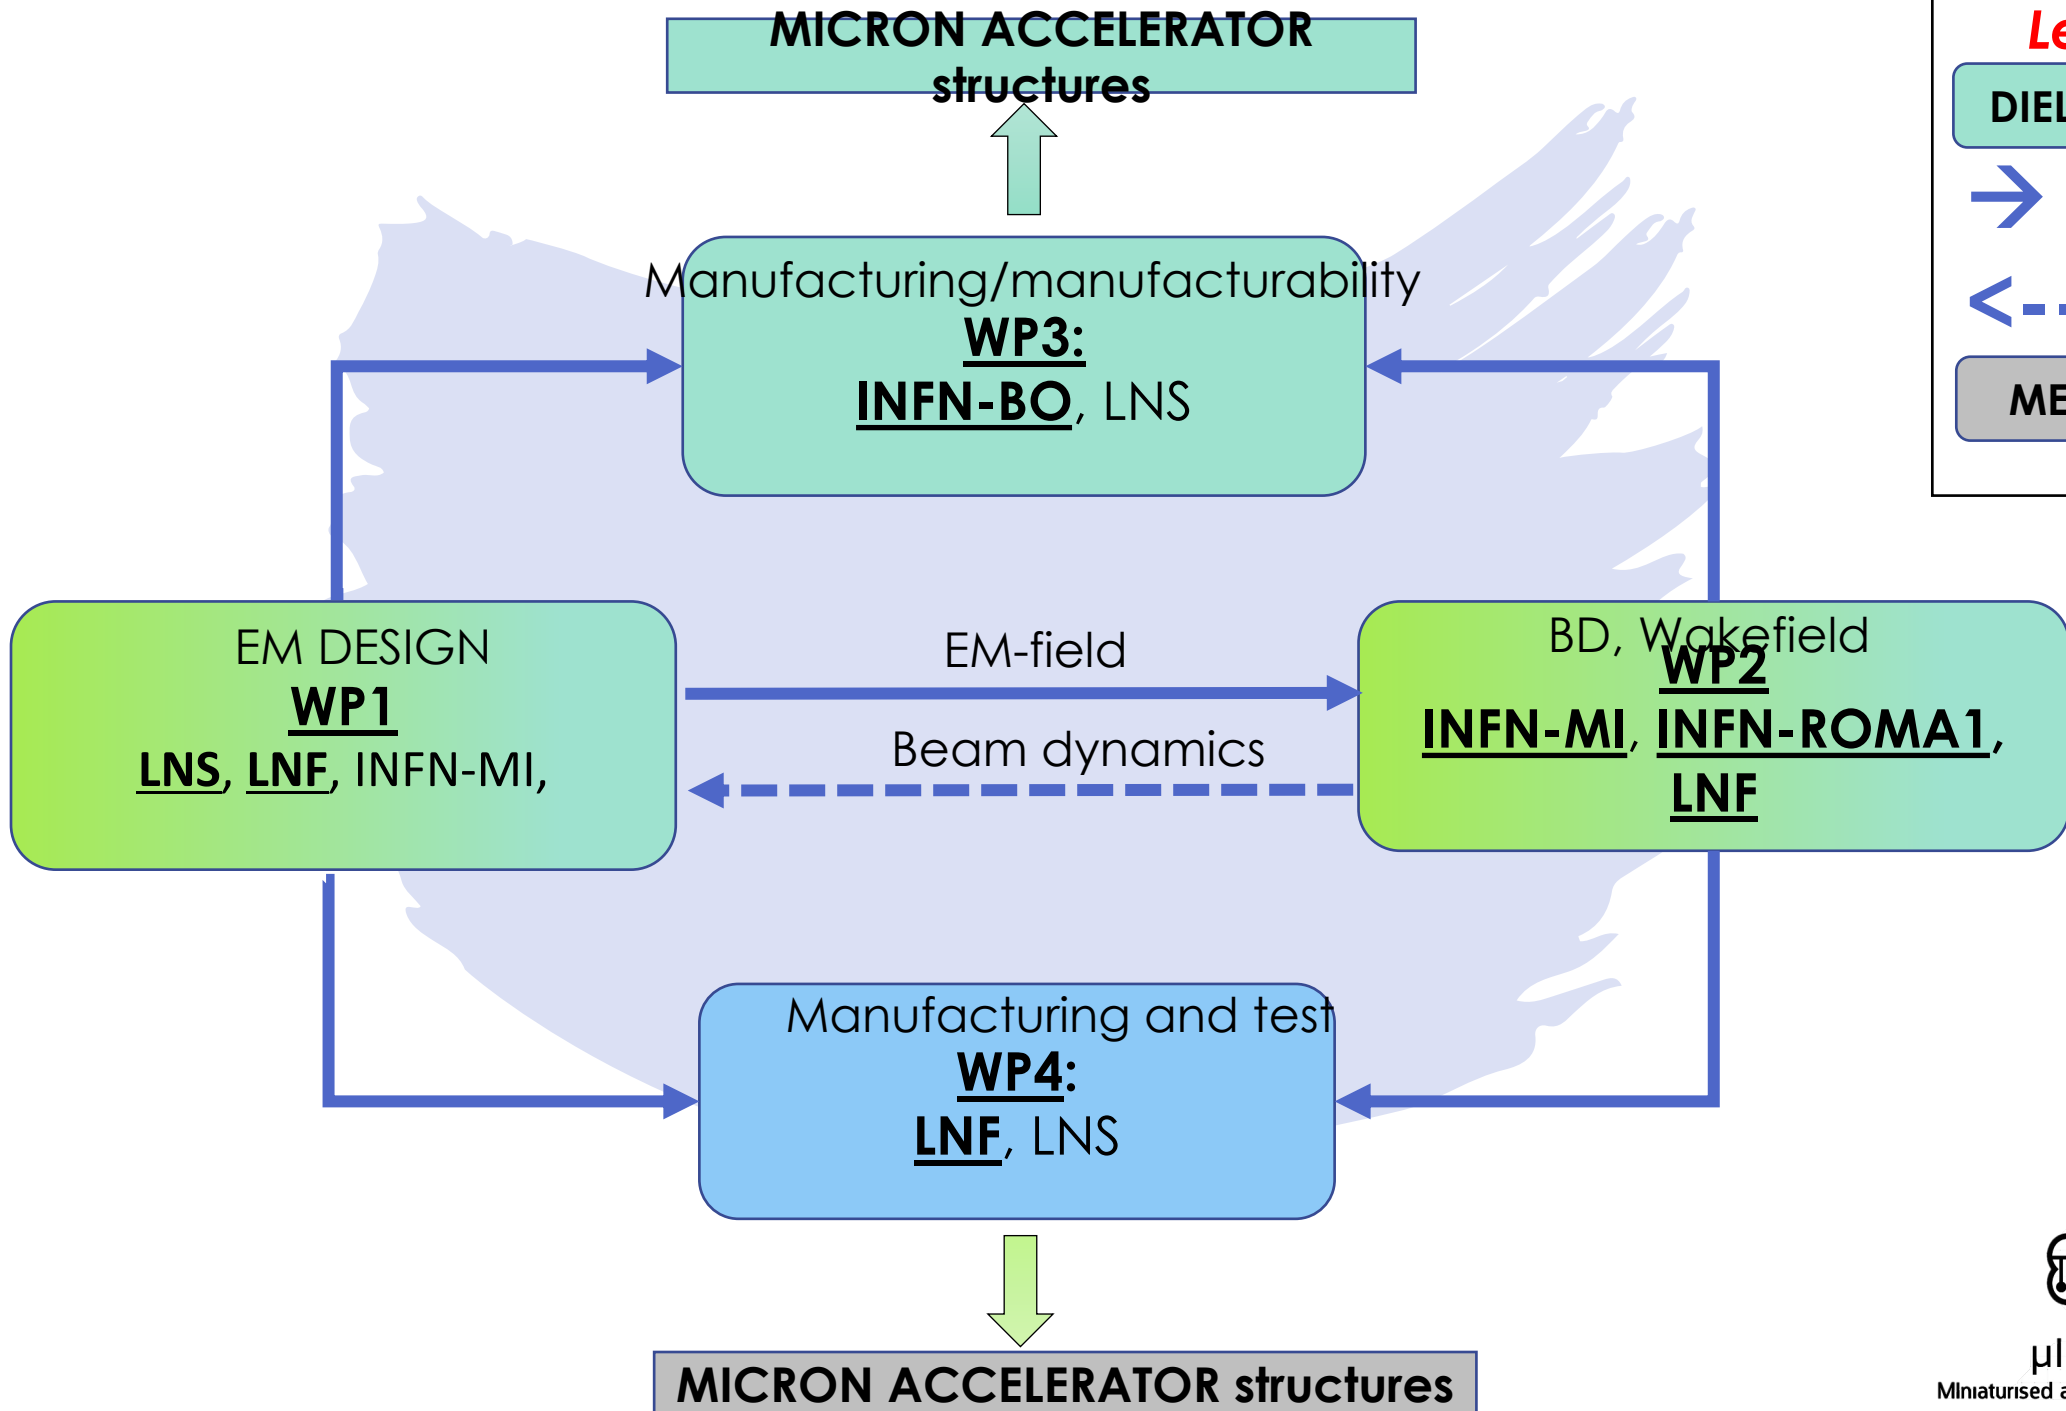 MICRON ACCELERATOR
structures
Manufacturing/manufacturability
WP3:
INFN-BO, LNS
EM DESIGN
WP1
LNS, LNF, INFN-MI,
EM-field
Beam dynamics
BD, Wakefield
WP2
INFN-MI, INFN-ROMA1,
LNF
Manufacturing and test
WP4:
LNF, LNS
MICRON ACCELERATOR structures
MIniaturised